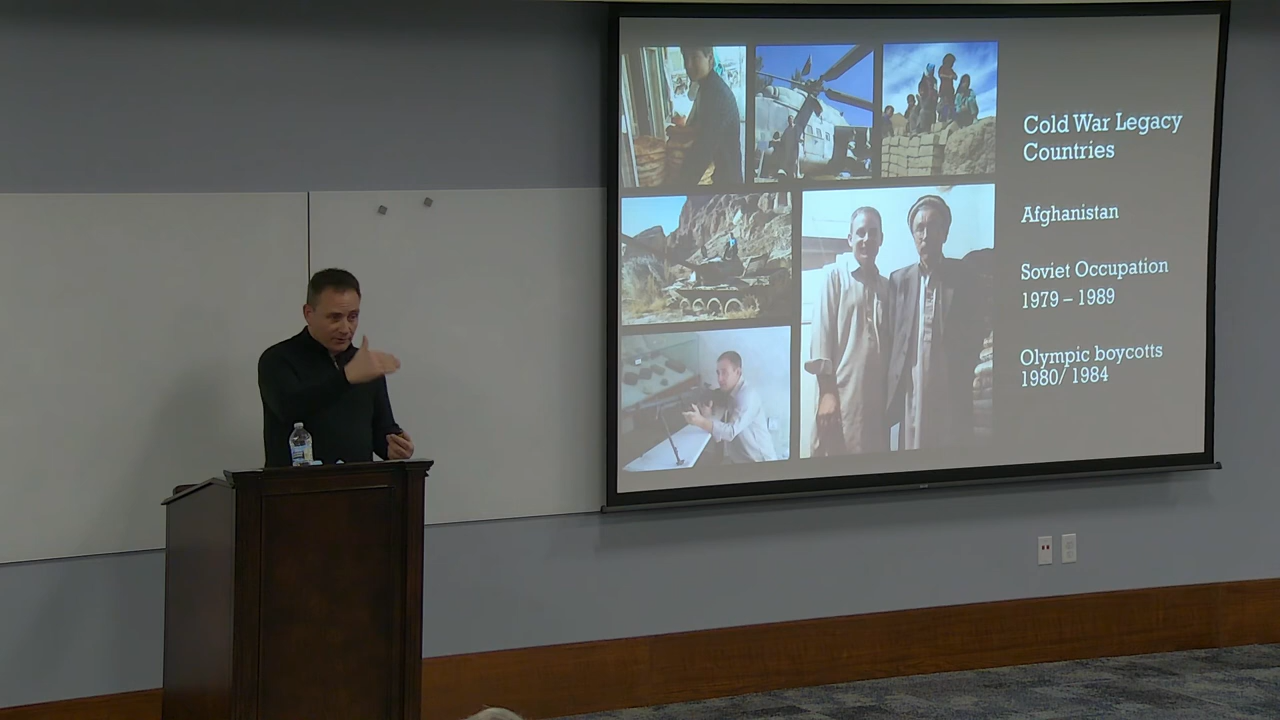 Cold War Legacy
Countries
Afghanistan
Soviet Occupation
1979 – 1989
Olympic boycotts
1980/ 1984